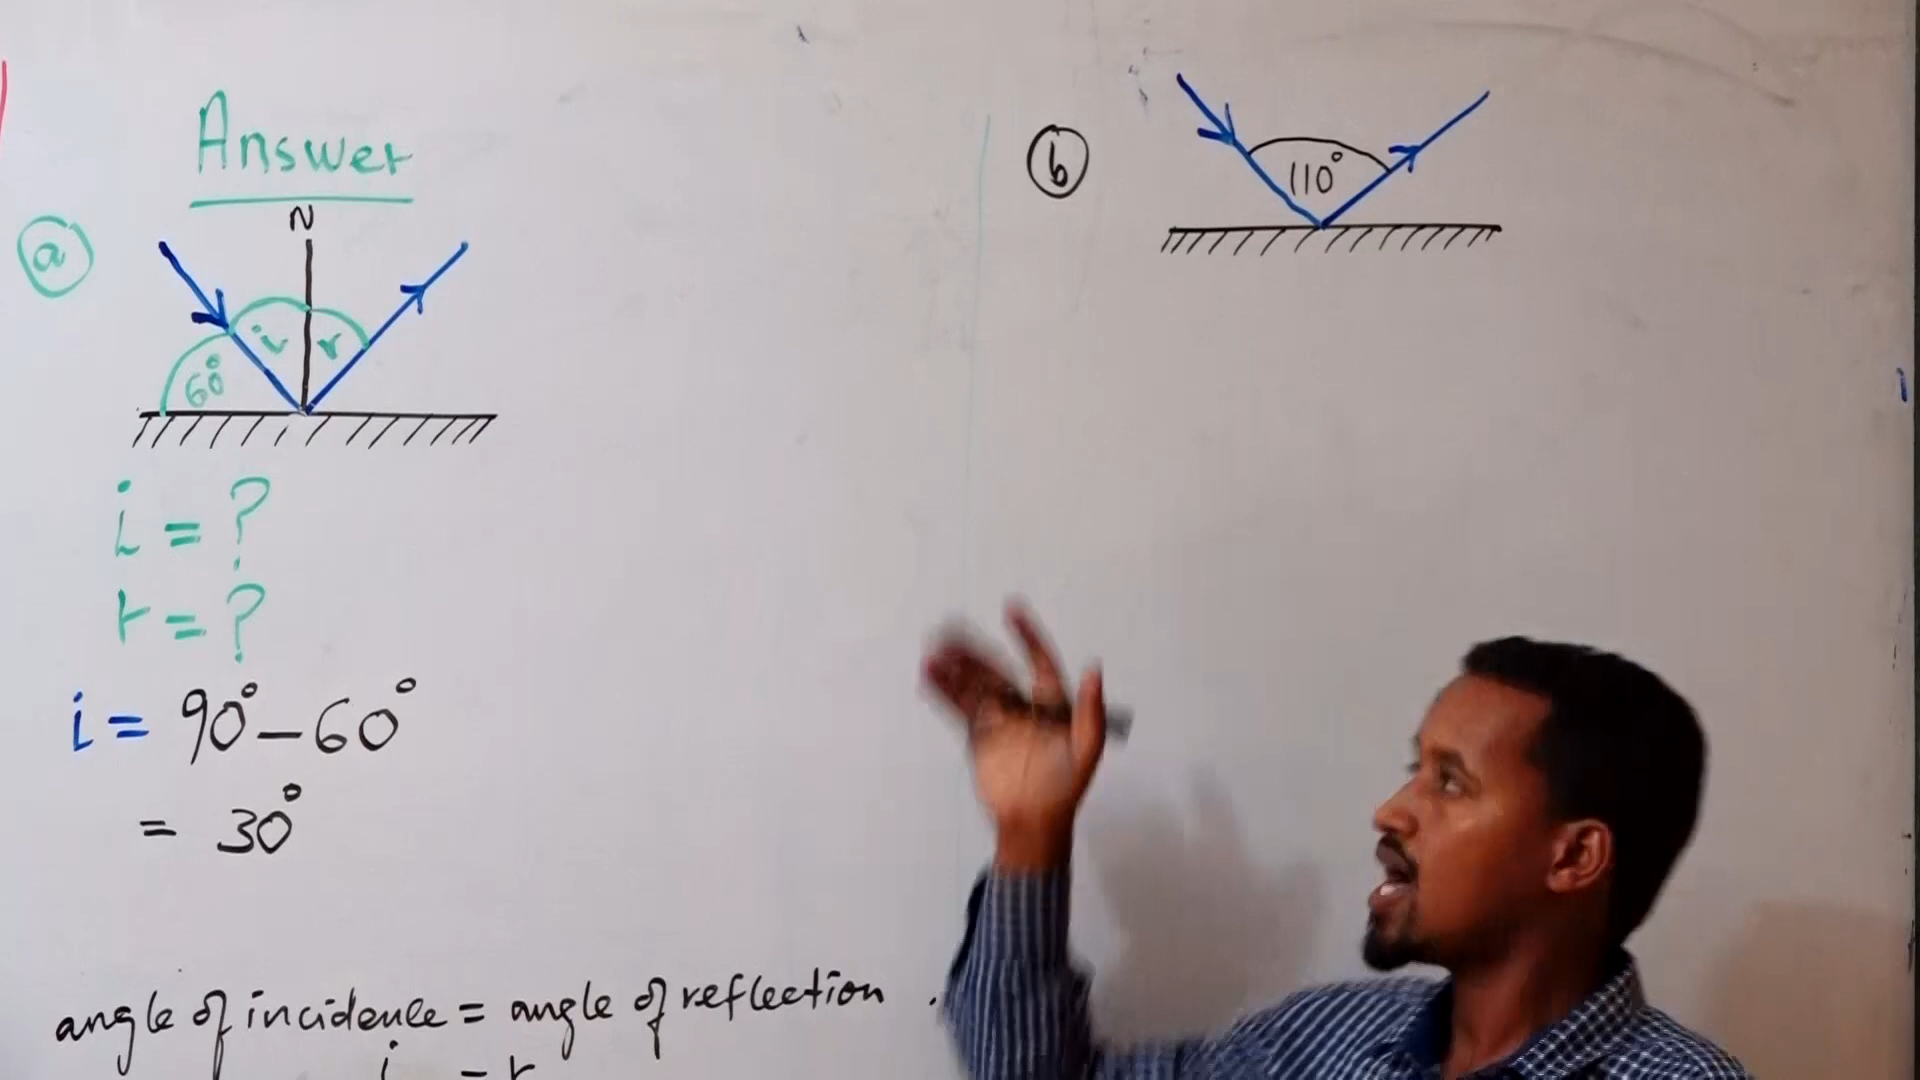 Answer
a
N
i r
60°
i = ?
r = ?
i = 90° - 60°
= 30°
angle of incidence = angle of reflection.
i = r
b
110°